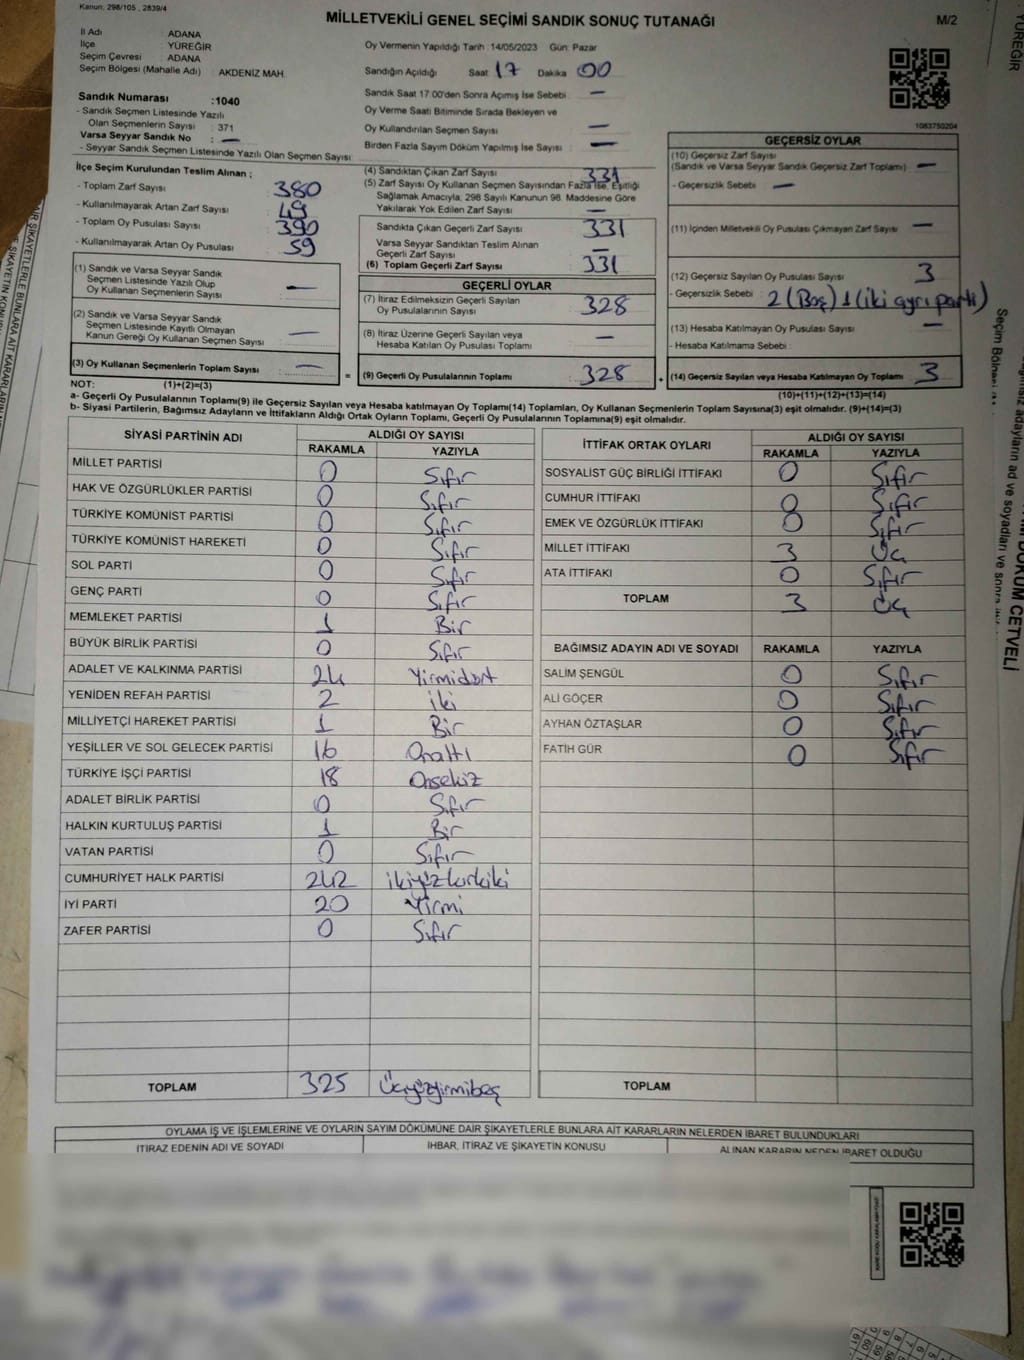 Kanun: 298/105 , 2839/4
MİLLETVEKİLİ GENEL SEÇİMİ SANDIK SONUÇ TUTANAĞI
M/2
İl Adı : ADANA
İlçe : YÜREĞİR
Seçim Çevresi : ADANA
Seçim Bölgesi (Mahalle Adı) : AKDENİZ MAH.
Oy Vermenin Yapıldığı Tarih : 14/05/2023 Gün: Pazar
Sandığın Açıldığı Saat 17 Dakika 00
Sandık Saat 17:00'den Sonra Açımış İse Sebebi : —
Oy Verme Saati Bitiminde Sırada Bekleyen ve
Oy Kullandırılan Seçmen Sayısı : —
Birden Fazla Sayım Döküm Yapılmış İse Sayısı : —
1083750204
Sandık Numarası : 1040
- Sandık Seçmen Listesinde Yazılı
Olan Seçmenlerin Sayısı : 371
Varsa Seyyar Sandık No : —
- Seyyar Sandık Seçmen Listesinde Yazılı Olan Seçmen Sayısı :
İlçe Seçim Kurulundan Teslim Alınan ;
- Toplam Zarf Sayısı : 380
- Kullanılmayarak Artan Zarf Sayısı : 49
- Toplam Oy Pusulası Sayısı : 390
- Kullanılmayarak Artan Oy Pusulası : 59
(1) Sandık ve Varsa Seyyar Sandık
Seçmen Listesinde Yazılı Olup
Oy Kullanan Seçmenlerin Sayısı : —
(2) Sandık ve Varsa Seyyar Sandık
Seçmen Listesinde Kayıtlı Olmayan
Kanun Gereği Oy Kullanan Seçmen Sayısı : —
(3) Oy Kullanan Seçmenlerin Toplam Sayısı : —
(4) Sandıktan Çıkan Zarf Sayısı : 331
(5) Zarf Sayısı Oy Kullanan Seçmen Sayısından Fazla İse, Eşitliği
Sağlamak Amacıyla, 298 Sayılı Kanunun 98. Maddesine Göre
Yakılarak Yok Edilen Zarf Sayısı : —
Sandıkta Çıkan Geçerli Zarf Sayısı : 331
Varsa Seyyar Sandıktan Teslim Alınan
Geçerli Zarf Sayısı : —
(6) Toplam Geçerli Zarf Sayısı : 331
GEÇERLİ OYLAR
(7) İtiraz Edilmeksizin Geçerli Sayılan
Oy Pusulalarının Sayısı : 328
(8) İtiraz Üzerine Geçerli Sayılan veya
Hesaba Katılan Oy Pusulası Toplamı : —
= (9) Geçerli Oy Pusulalarının Toplamı : 328 +
GEÇERSİZ OYLAR
(10) Geçersiz Zarf Sayısı
(Sandık ve Varsa Seyyar Sandık Geçersiz Zarf Toplamı) : —
- Geçersizlik Sebebi : —
(11) İçinden Milletvekili Oy Pusulası Çıkmayan Zarf Sayısı : —
(12) Geçersiz Sayılan Oy Pusulası Sayısı : 3
- Geçersizlik Sebebi : 2 (Boş) 1 (iki ayrı parti)
(13) Hesaba Katılmayan Oy Pusulası Sayısı : —
- Hesaba Katılmama Sebebi :
(14) Geçersiz Sayılan veya Hesaba Katılmayan Oy Toplamı : 3
NOT: (1)+(2)=(3)
(10)+(11)+(12)+(13)=(14)
a- Geçerli Oy Pusulalarının Toplamı(9) ile Geçersiz Sayılan veya Hesaba katılmayan Oy Toplamı(14) Toplamları, Oy Kullanan Seçmenlerin Toplam Sayısına(3) eşit olmalıdır. (9)+(14)=(3)
b- Siyasi Partilerin, Bağımsız Adayların ve İttifakların Aldığı Ortak Oyların Toplamı, Geçerli Oy Pusulalarının Toplamına(9) eşit olmalıdır.
SİYASİ PARTİNİN ADI ALDIĞI OY SAYISI
RAKAMLA YAZIYLA
MİLLET PARTİSİ 0 Sıfır
HAK VE ÖZGÜRLÜKLER PARTİSİ 0 Sıfır
TÜRKİYE KOMÜNİST PARTİSİ 0 Sıfır
TÜRKİYE KOMÜNİST HAREKETİ 0 Sıfır
SOL PARTİ 0 Sıfır
GENÇ PARTİ 0 Sıfır
MEMLEKET PARTİSİ 1 Bir
BÜYÜK BİRLİK PARTİSİ 0 Sıfır
ADALET VE KALKINMA PARTİSİ 24 Yirmidört
YENİDEN REFAH PARTİSİ 2 iki
MİLLİYETÇİ HAREKET PARTİSİ 1 Bir
YEŞİLLER VE SOL GELECEK PARTİSİ 16 Onaltı
TÜRKİYE İŞÇİ PARTİSİ 18 Onsekiz
ADALET BİRLİK PARTİSİ 0 Sıfır
HALKIN KURTULUŞ PARTİSİ 1 Bir
VATAN PARTİSİ 0 Sıfır
CUMHURİYET HALK PARTİSİ 242 ikiyüzkırkiki
İYİ PARTİ 20 Yirmi
ZAFER PARTİSİ 0 Sıfır
TOPLAM 325 Üçyüzyirmibeş
İTTİFAK ORTAK OYLARI ALDIĞI OY SAYISI
RAKAMLA YAZIYLA
SOSYALİST GÜÇ BİRLİĞİ İTTİFAKI 0 Sıfır
CUMHUR İTTİFAKI 0 Sıfır
EMEK VE ÖZGÜRLÜK İTTİFAKI 0 Sıfır
MİLLET İTTİFAKI 3 Üç
ATA İTTİFAKI 0 Sıfır
TOPLAM 3 Üç
BAĞIMSIZ ADAYIN ADI VE SOYADI RAKAMLA YAZIYLA
SALİM ŞENGÜL 0 Sıfır
ALİ GÖÇER 0 Sıfır
AYHAN ÖZTAŞLAR 0 Sıfır
FATİH GÜR 0 Sıfır
TOPLAM
OYLAMA İŞ VE İŞLEMLERİNE VE OYLARIN SAYIM DÖKÜMÜNE DAİR ŞİKAYETLERLE BUNLARA AİT KARARLARIN NELERDEN İBARET BULUNDUKLARI
İTİRAZ EDENİN ADI VE SOYADI İHBAR, İTİRAZ VE ŞİKAYETİN KONUSU ALINAN KARARIN NEDEN İBARET OLDUĞU
YÜREĞİR
Seçim Bölgesi
DÖKÜM CETVELİ